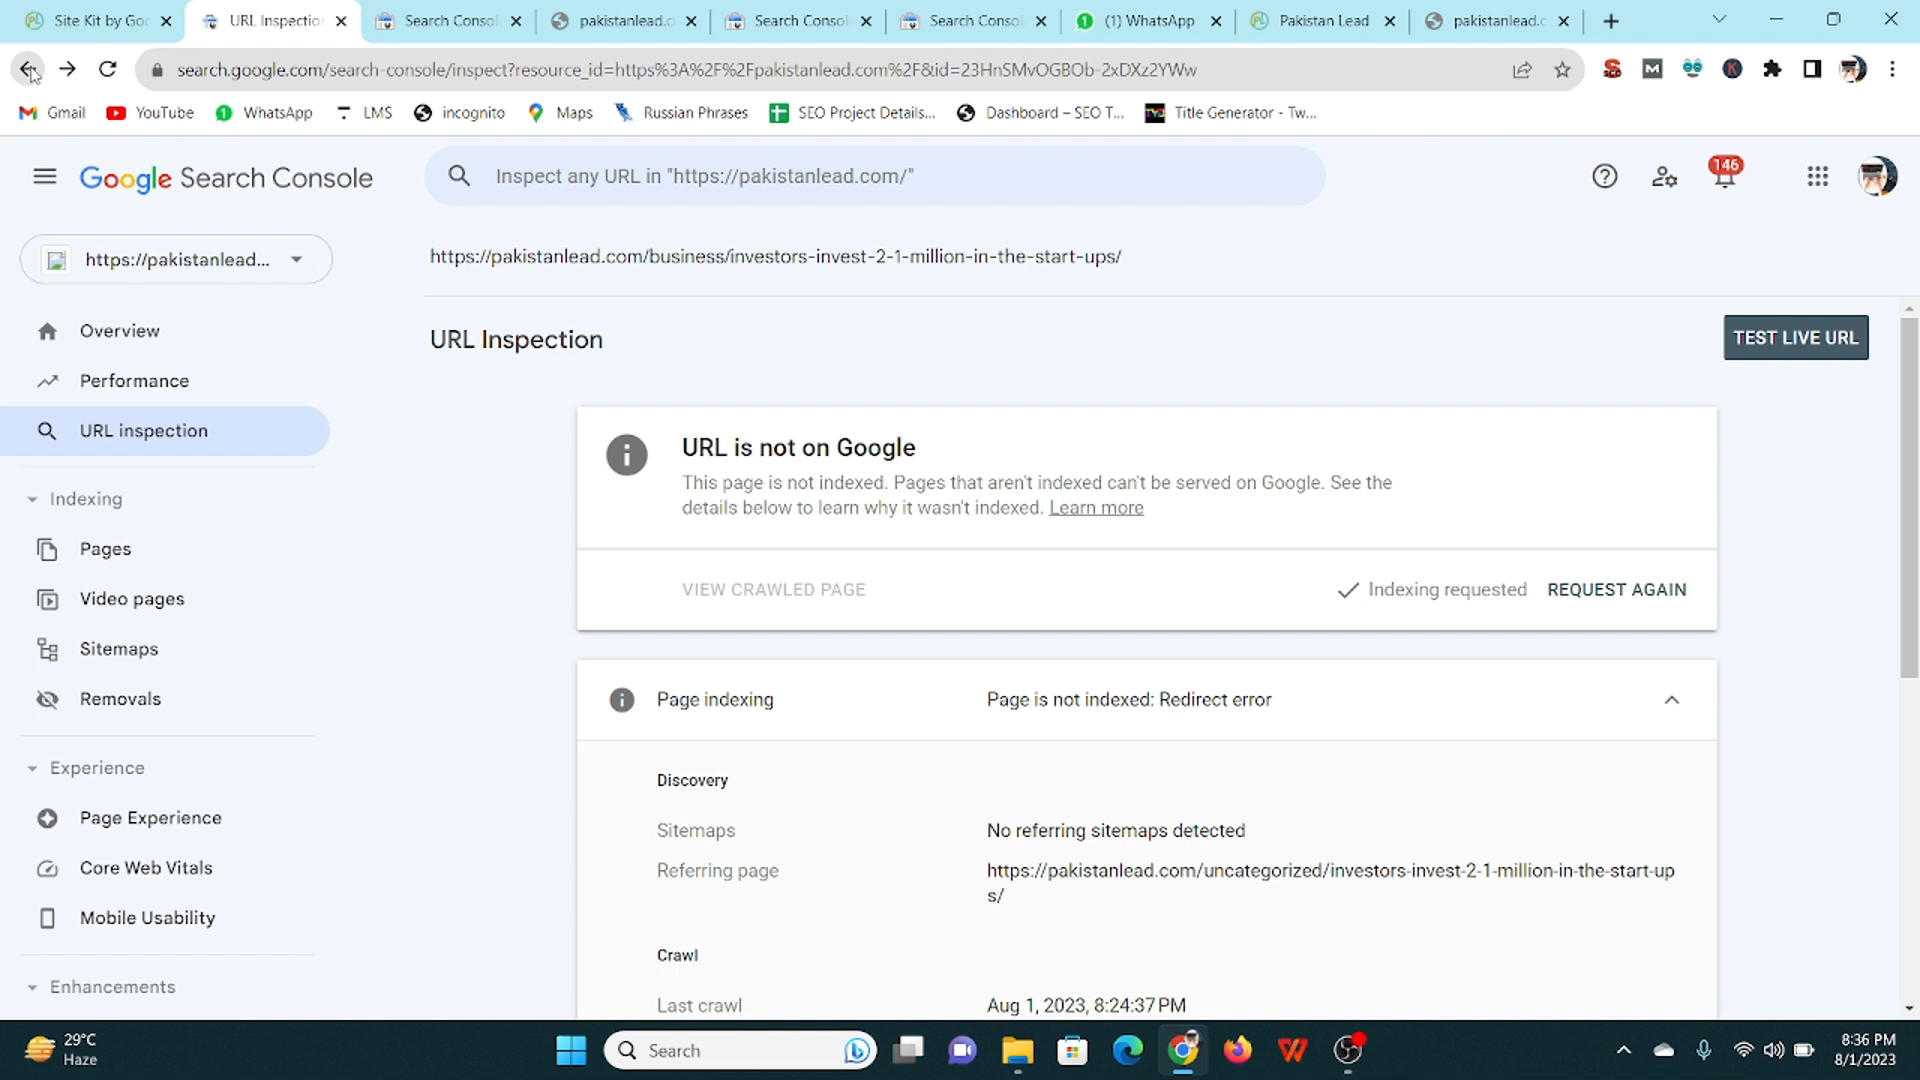 Site Kit by Goo
URL Inspection
Search Consol
pakistanlead.c
Search Consol
Search Consol
(1) WhatsApp
Pakistan Lead
pakistanlead.c
search.google.com/search-console/inspect?resource_id=https%3A%2F%2Fpakistanlead.com%2F&id=23HnSMvOGBOb-2xDXz2YWw
Gmail
YouTube
WhatsApp
LMS
incognito
Maps
Russian Phrases
SEO Project Details...
Dashboard – SEO T...
Title Generator - Tw...
Google Search Console
Inspect any URL in "https://pakistanlead.com/"
146
https://pakistanlead...
https://pakistanlead.com/business/investors-invest-2-1-million-in-the-start-ups/
Overview
Performance
URL inspection
Indexing
Pages
Video pages
Sitemaps
Removals
Experience
Page Experience
Core Web Vitals
Mobile Usability
Enhancements
URL Inspection
TEST LIVE URL
URL is not on Google
This page is not indexed. Pages that aren't indexed can't be served on Google. See the
details below to learn why it wasn't indexed. Learn more
VIEW CRAWLED PAGE
Indexing requested
REQUEST AGAIN
Page indexing
Page is not indexed: Redirect error
Discovery
Sitemaps
No referring sitemaps detected
Referring page
https://pakistanlead.com/uncategorized/investors-invest-2-1-million-in-the-start-up
s/
Crawl
Last crawl
Aug 1, 2023, 8:24:37 PM
29°C
Haze
Search
8:36 PM
8/1/2023